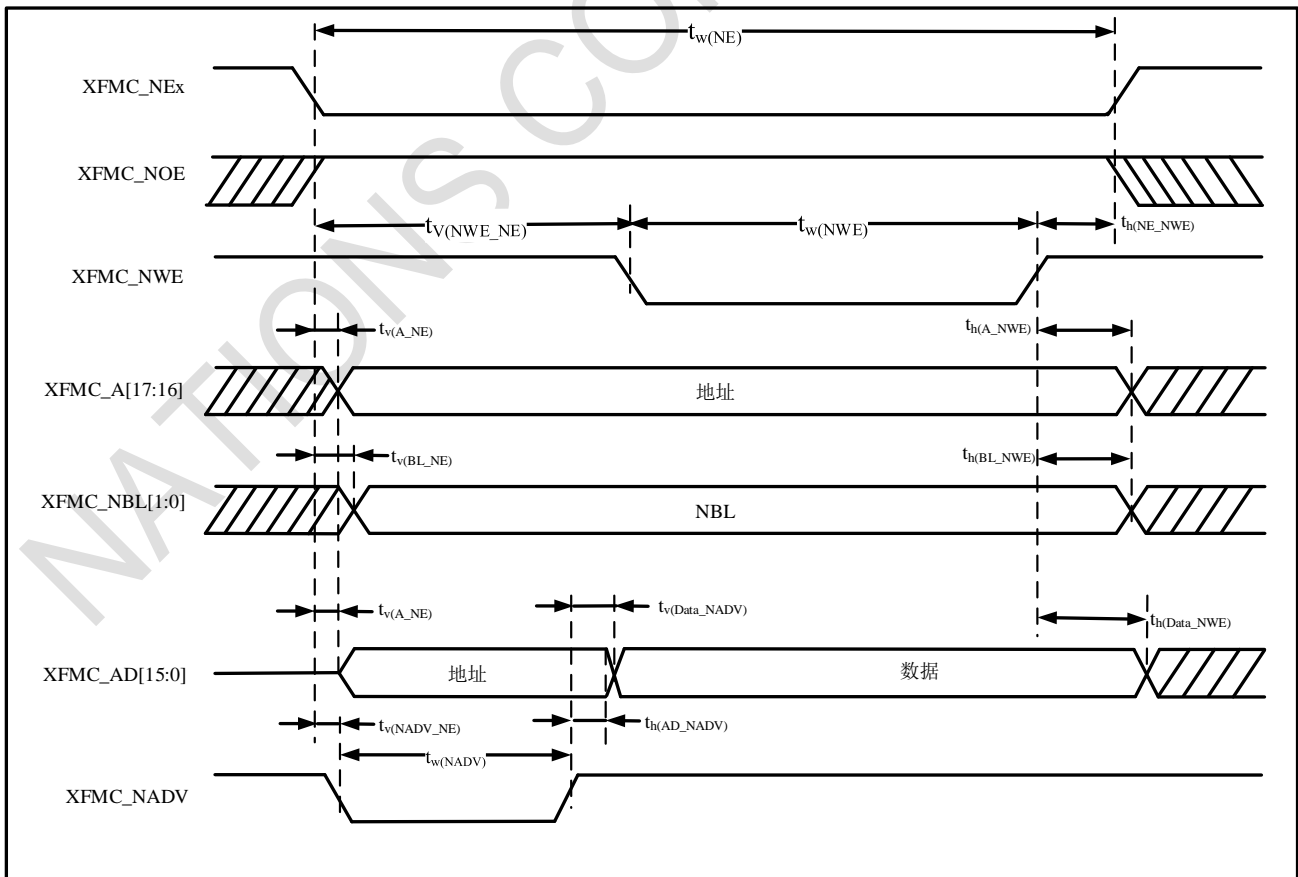 tw(NE)
XFMC_NEx
XFMC_NOE
tV(NWE_NE)
tw(NWE)
th(NE_NWE)
XFMC_NWE
tv(A_NE)
th(A_NWE)
XFMC_A[17:16]
地址
tv(BL_NE)
th(BL_NWE)
XFMC_NBL[1:0]
NBL
tv(A_NE)
tv(Data_NADV)
th(Data_NWE)
XFMC_AD[15:0]
地址
数据
tv(NADV_NE)
th(AD_NADV)
tw(NADV)
XFMC_NADV
NATIONS CO